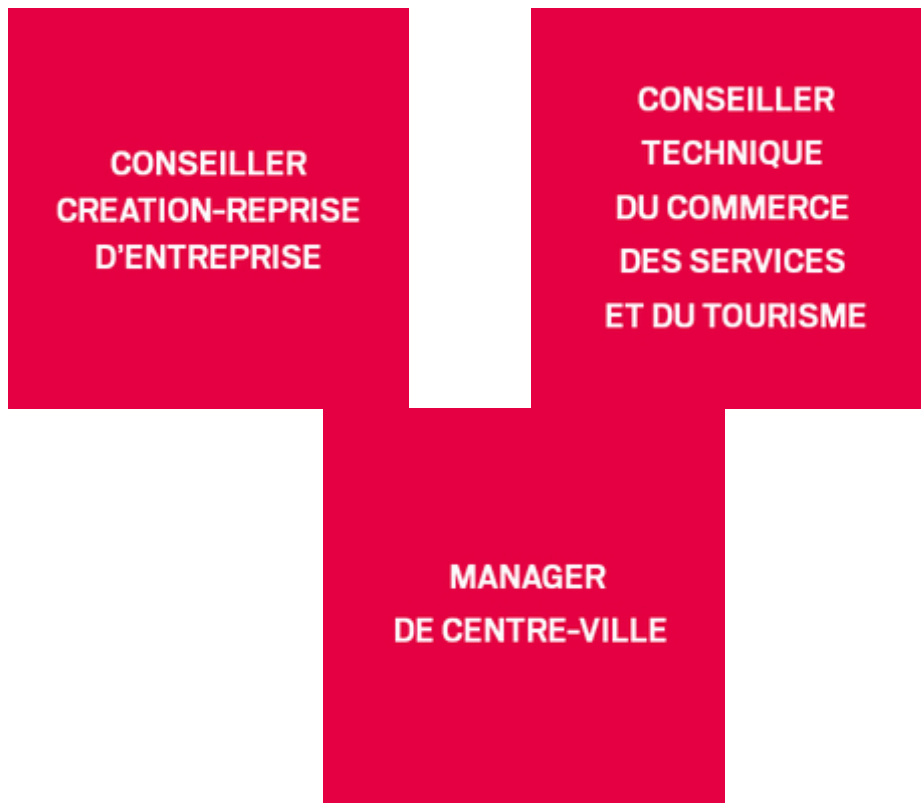 CONSEILLER
CREATION-REPRISE
D'ENTREPRISE
CONSEILLER
TECHNIQUE
DU COMMERCE
DES SERVICES
ET DU TOURISME
MANAGER
DE CENTRE-VILLE